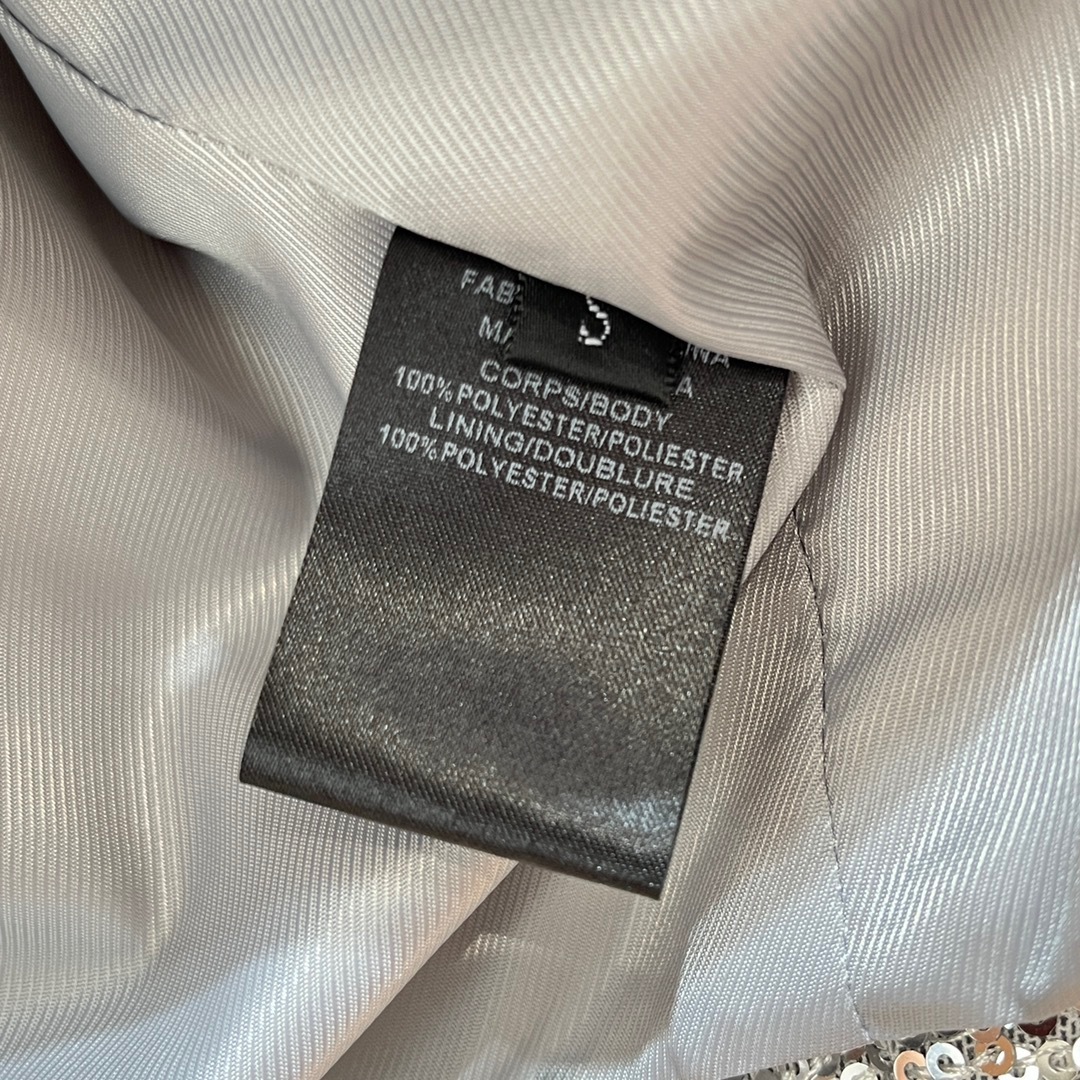 S
CORPS/BODY
100%POLYESTER/POLIESTER
LINING/DOUBLURE
100%POLYESTER/POLIESTER